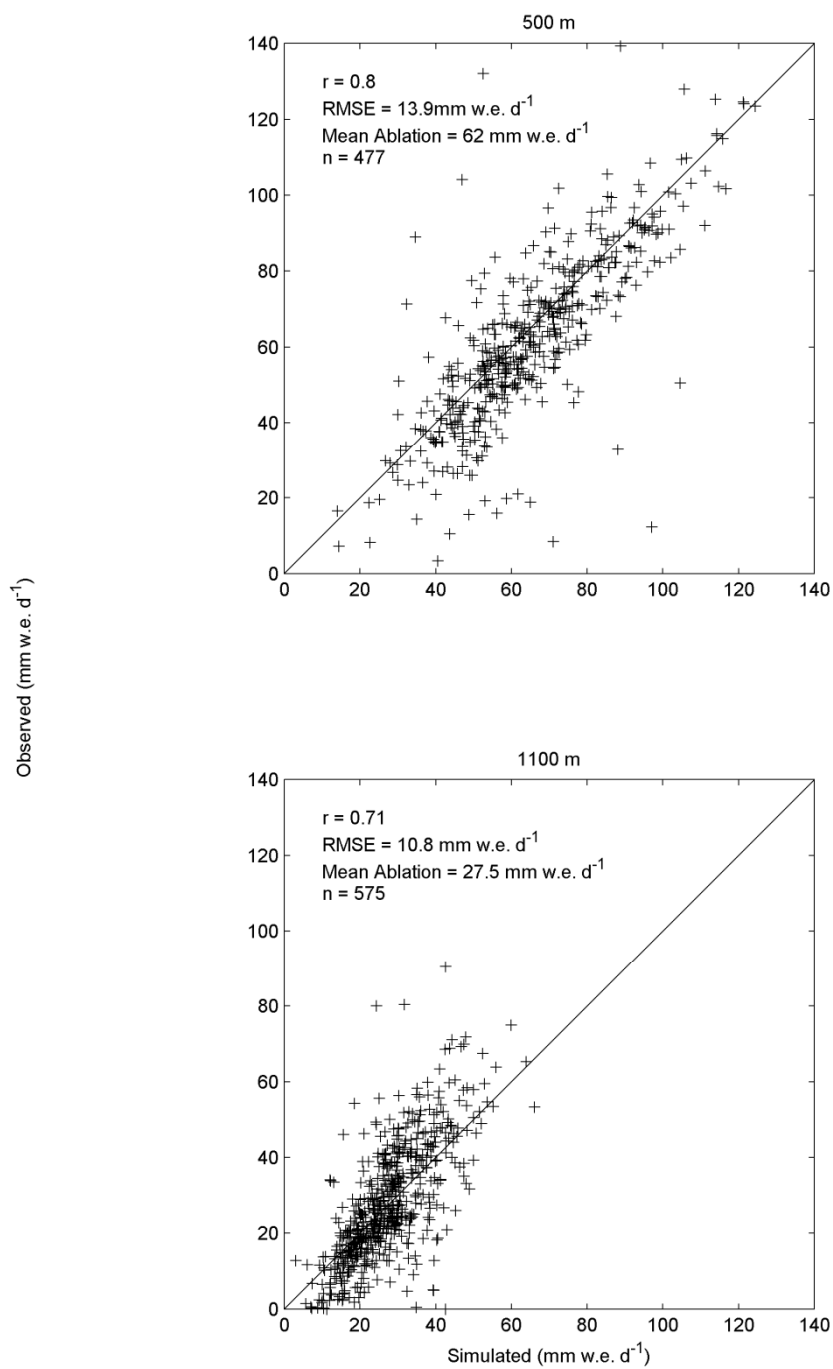 500 m
140
120
100
80
60
40
20
0
r = 0.8
RMSE = 13.9mm w.e. d⁻¹
Mean Ablation = 62 mm w.e. d⁻¹
n = 477
0 20 40 60 80 100 120 140
Observed (mm w.e. d⁻¹)
1100 m
140
120
100
80
60
40
20
0
r = 0.71
RMSE = 10.8 mm w.e. d⁻¹
Mean Ablation = 27.5 mm w.e. d⁻¹
n = 575
0 20 40 60 80 100 120 140
Simulated (mm w.e. d⁻¹)